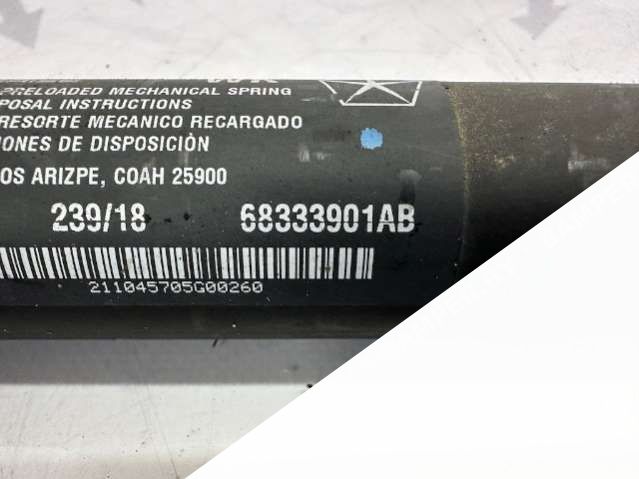 WK
PRELOADED MECHANICAL SPRING
POSAL INSTRUCTIONS
RESORTE MECANICO RECARGADO
IONES DE DISPOSICIÓN
OS ARIZPE, COAH 25900
239/18 68333901AB
211045705G00260